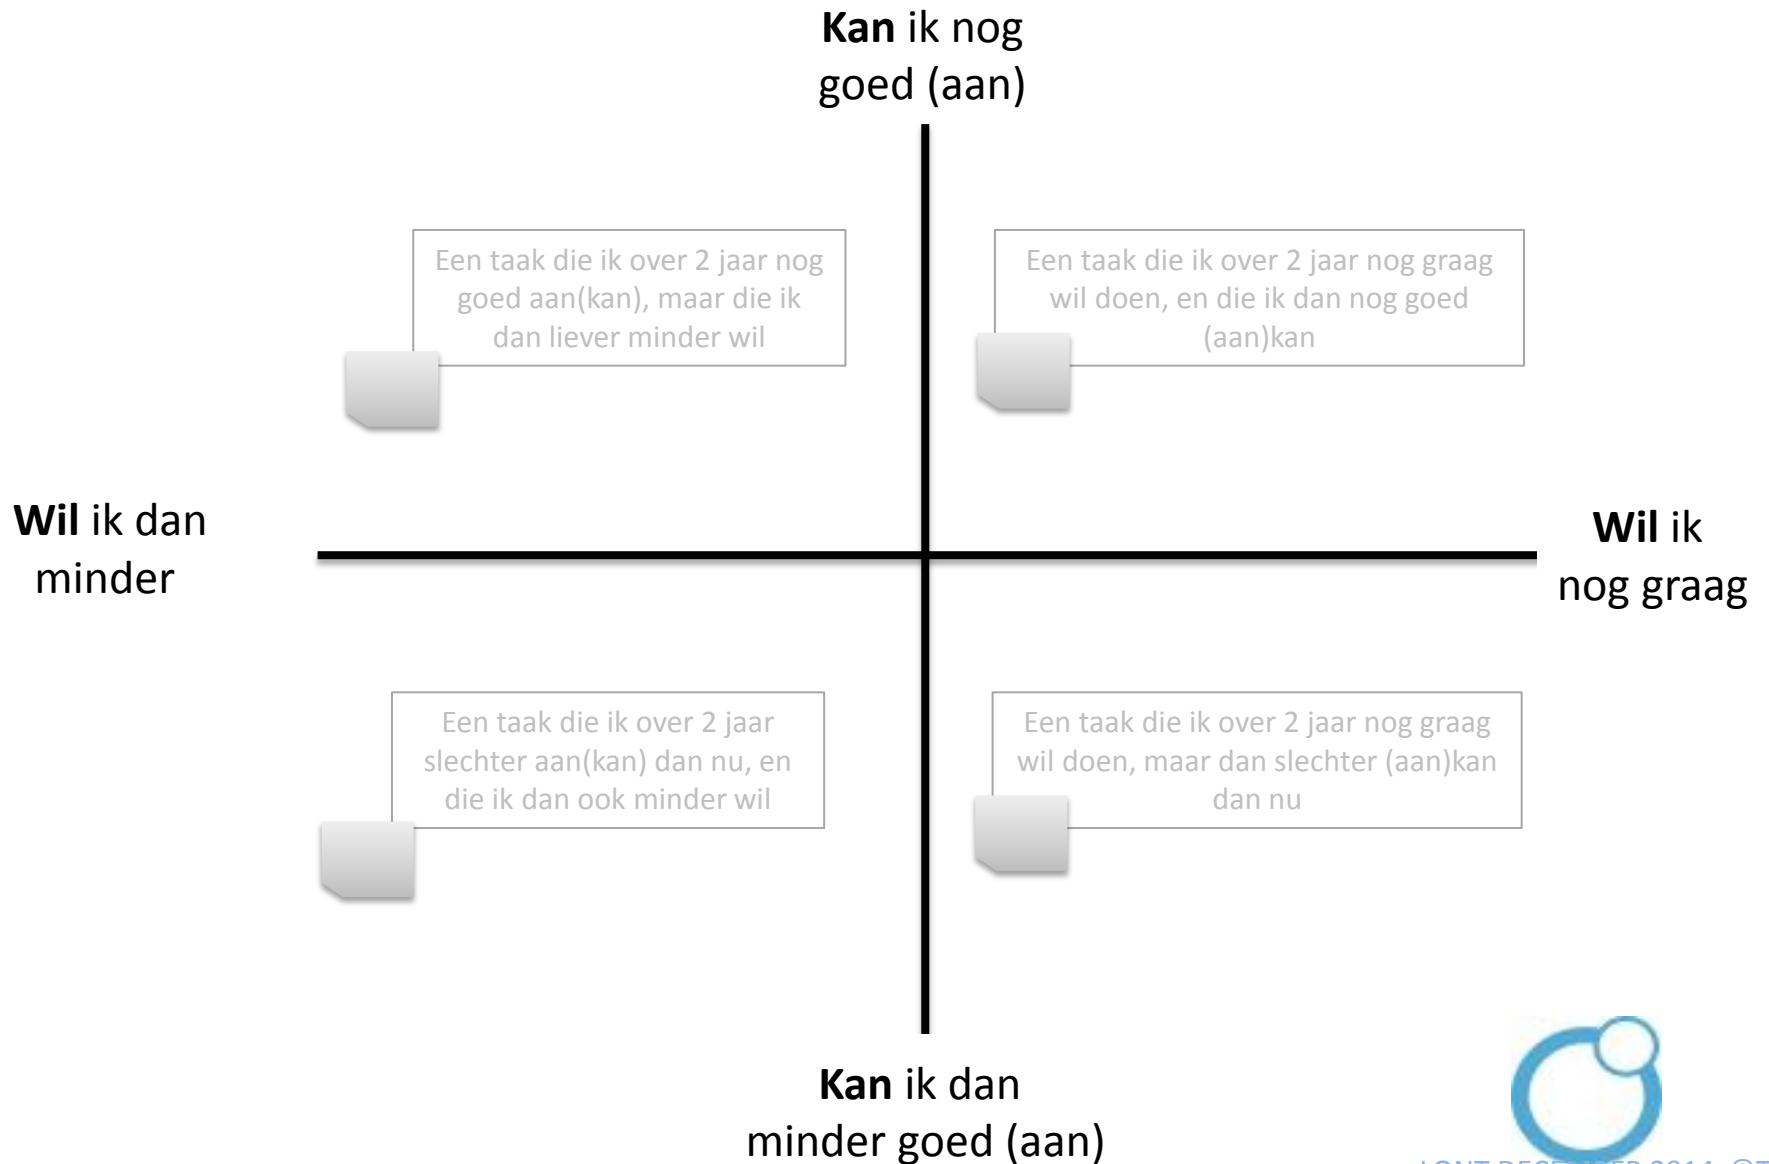 Kan ik nog
goed (aan)
Een taak die ik over 2 jaar nog
goed aan(kan), maar die ik
dan liever minder wil
Een taak die ik over 2 jaar nog graag
wil doen, en die ik dan nog goed
(aan)kan
Wil ik dan
minder
Wil ik
nog graag
Een taak die ik over 2 jaar
slechter aan(kan) dan nu, en
die ik dan ook minder wil
Een taak die ik over 2 jaar nog graag
wil doen, maar dan slechter (aan)kan
dan nu
Kan ik dan
minder goed (aan)
2014